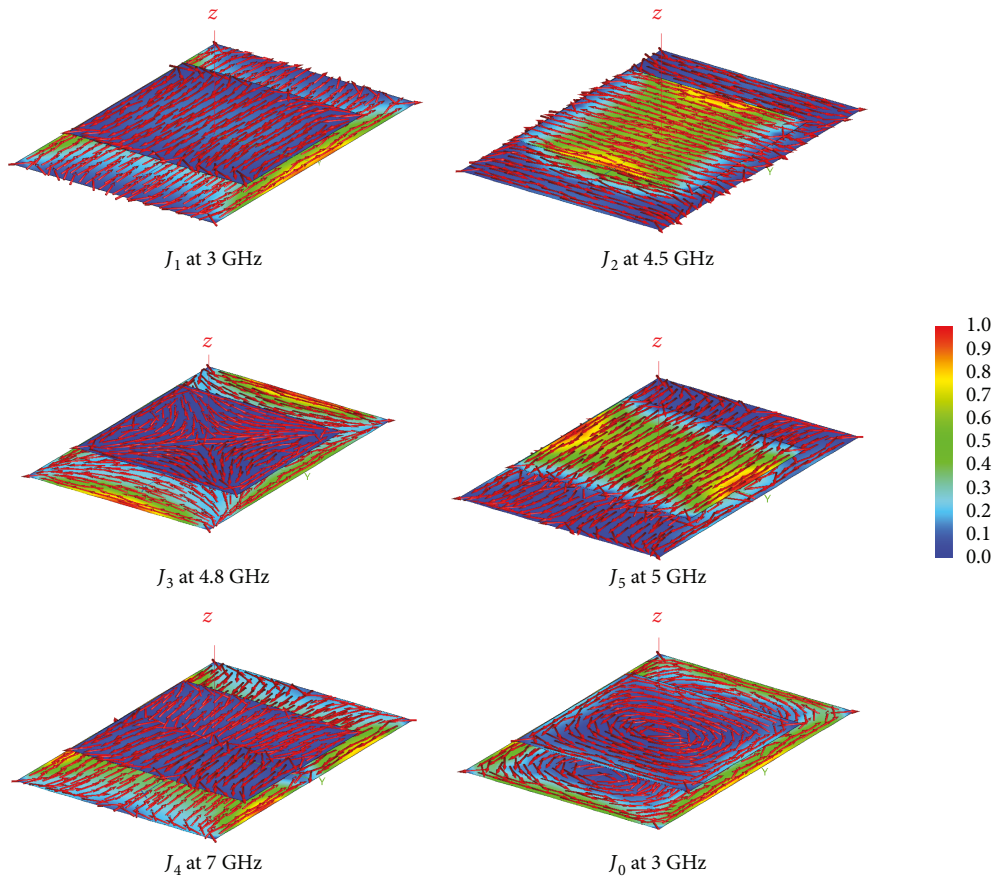 z
z
Y
J₁ at 3 GHz
J₂ at 4.5 GHz
z
z
Y
J₃ at 4.8 GHz
J₅ at 5 GHz
1.0
0.9
0.8
0.7
0.6
0.5
0.4
0.3
0.2
0.1
0.0
z
z
Y
Y
J₄ at 7 GHz
J₀ at 3 GHz